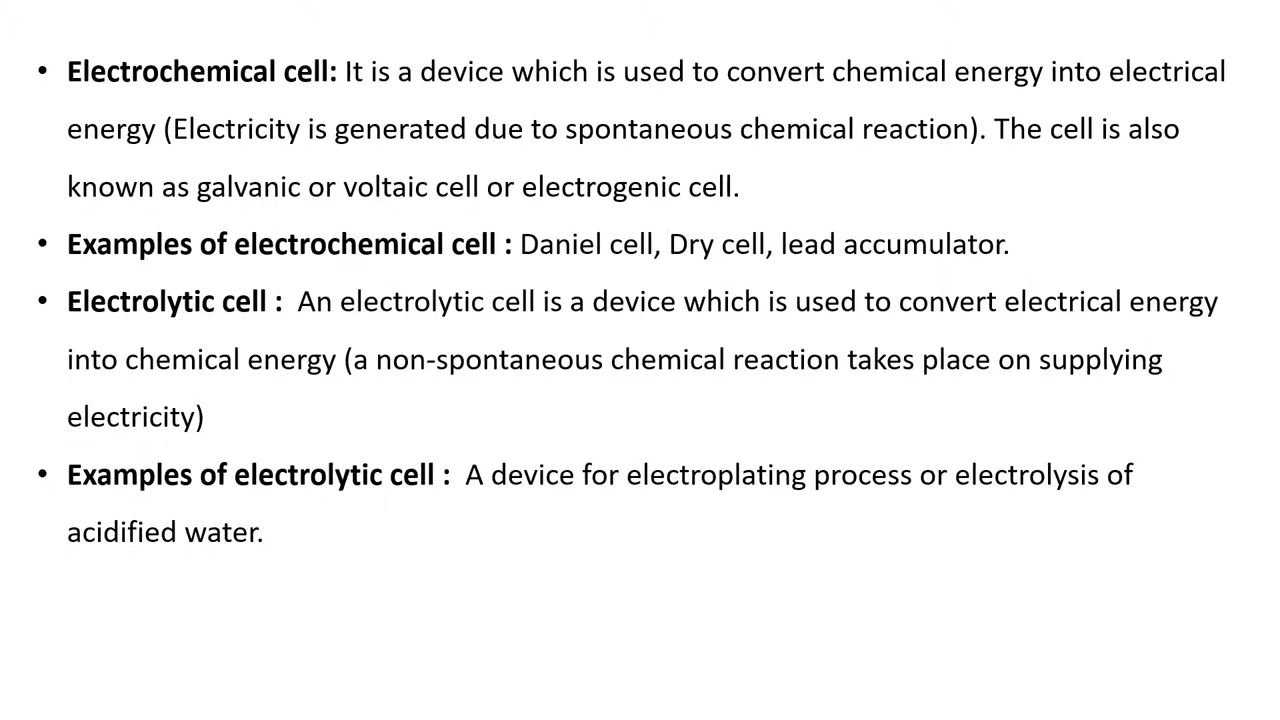 • Electrochemical cell: It is a device which is used to convert chemical energy into electrical
energy (Electricity is generated due to spontaneous chemical reaction). The cell is also
known as galvanic or voltaic cell or electrogenic cell.
• Examples of electrochemical cell : Daniel cell, Dry cell, lead accumulator.
• Electrolytic cell :  An electrolytic cell is a device which is used to convert electrical energy
into chemical energy (a non-spontaneous chemical reaction takes place on supplying
electricity)
• Examples of electrolytic cell :  A device for electroplating process or electrolysis of
acidified water.